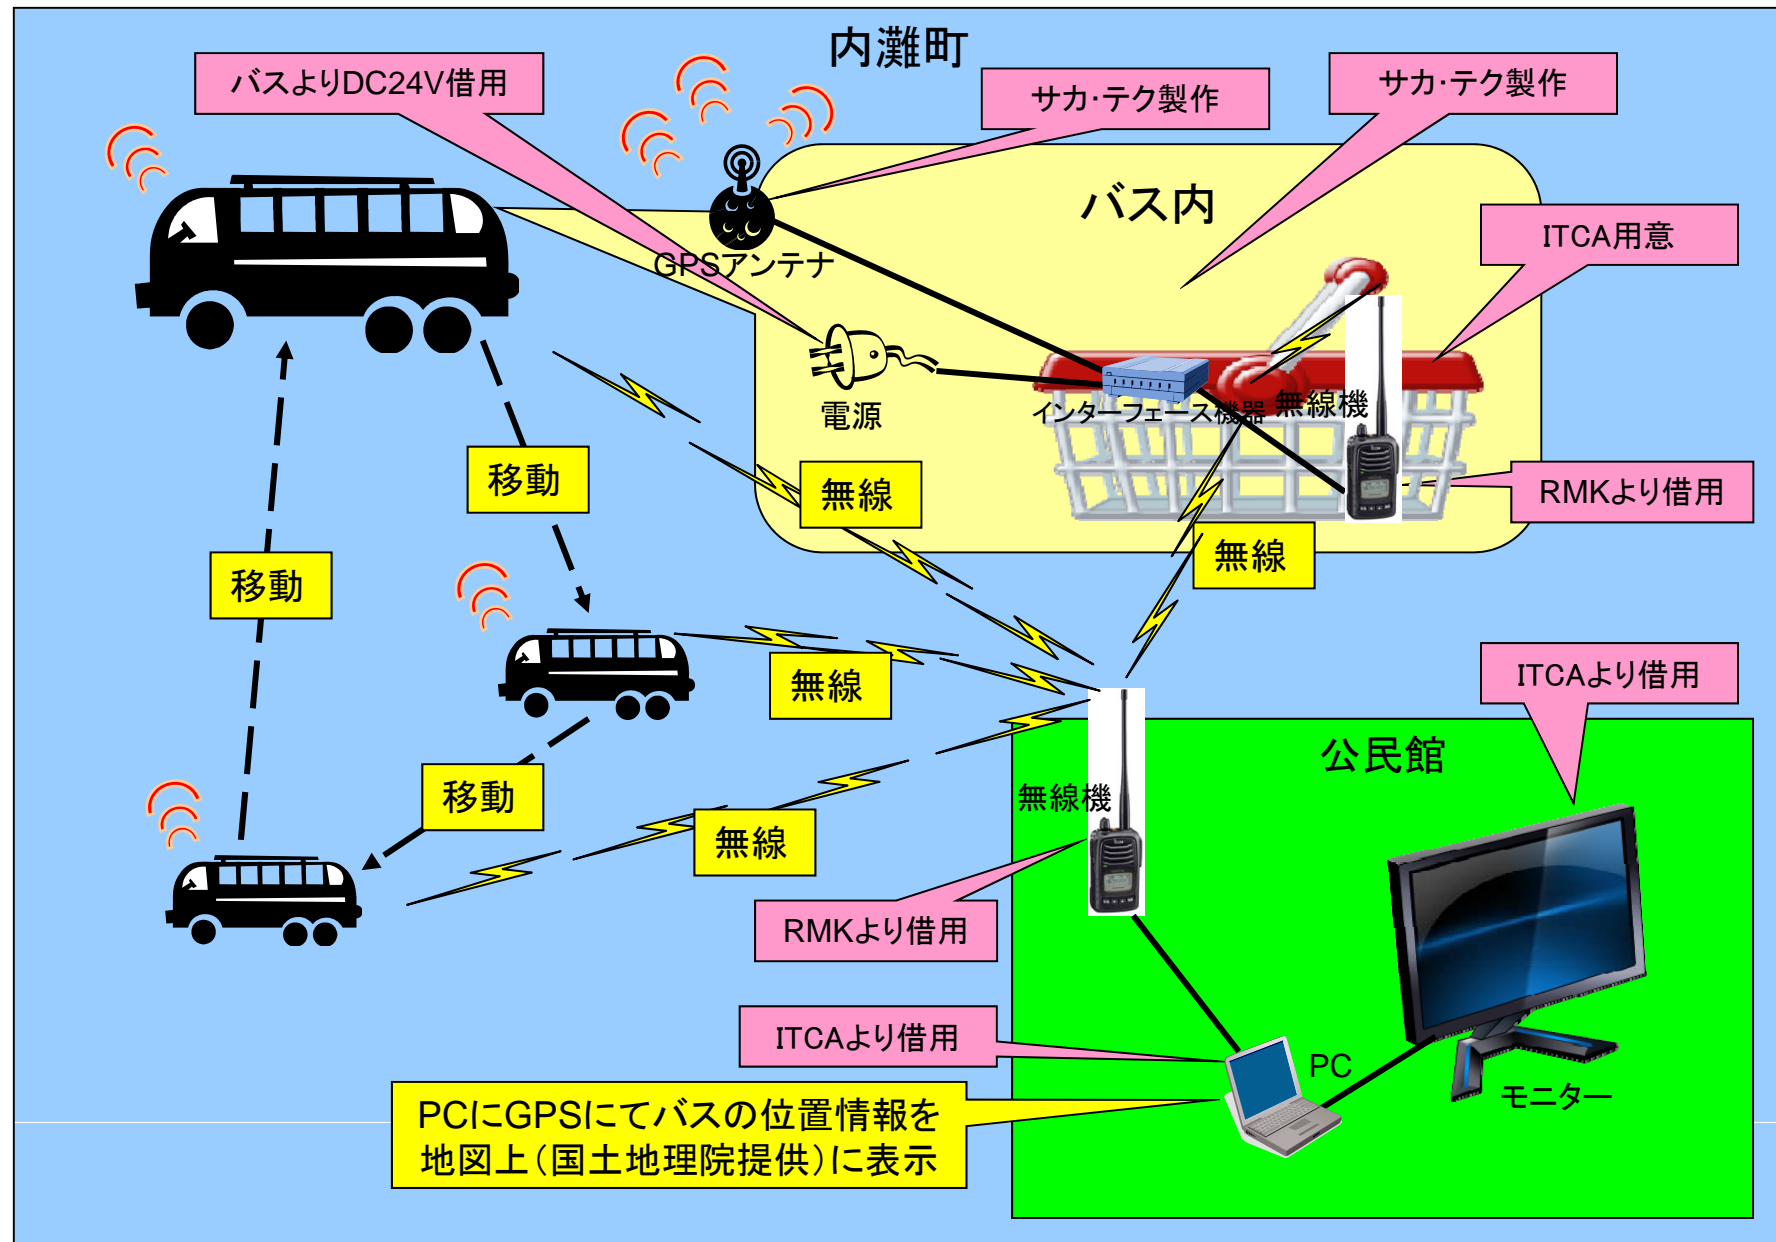 内灘町
バスよりDC24V借用
サカ・テク製作
サカ・テク製作
バス内
ITCA用意
GPSアンテナ
電源
インターフェース機器
無線機
移動
無線
RMKより借用
無線
移動
無線
ITCAより借用
公民館
移動
無線機
無線
RMKより借用
ITCAより借用
PC
モニター
PCにGPSにてバスの位置情報を
地図上(国土地理院提供)に表示